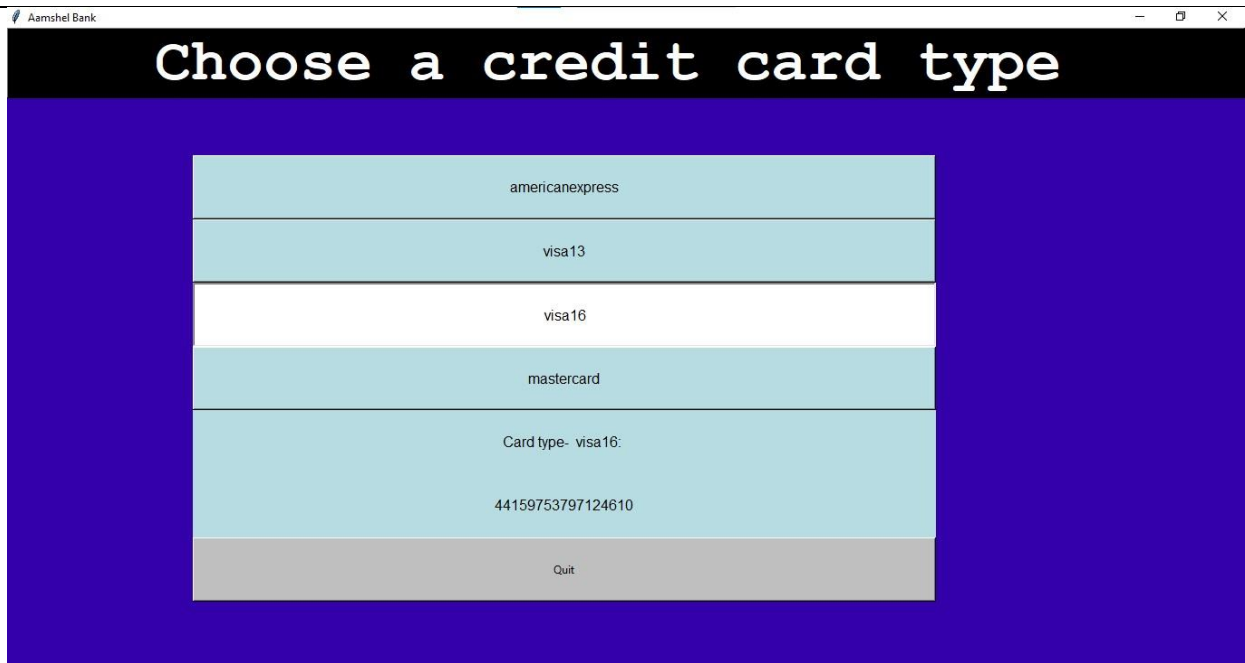 Aamshel Bank
Choose a credit card type
americanexpress
visa13
visa16
mastercard
Card type-  visa16:
44159753797124610
Quit